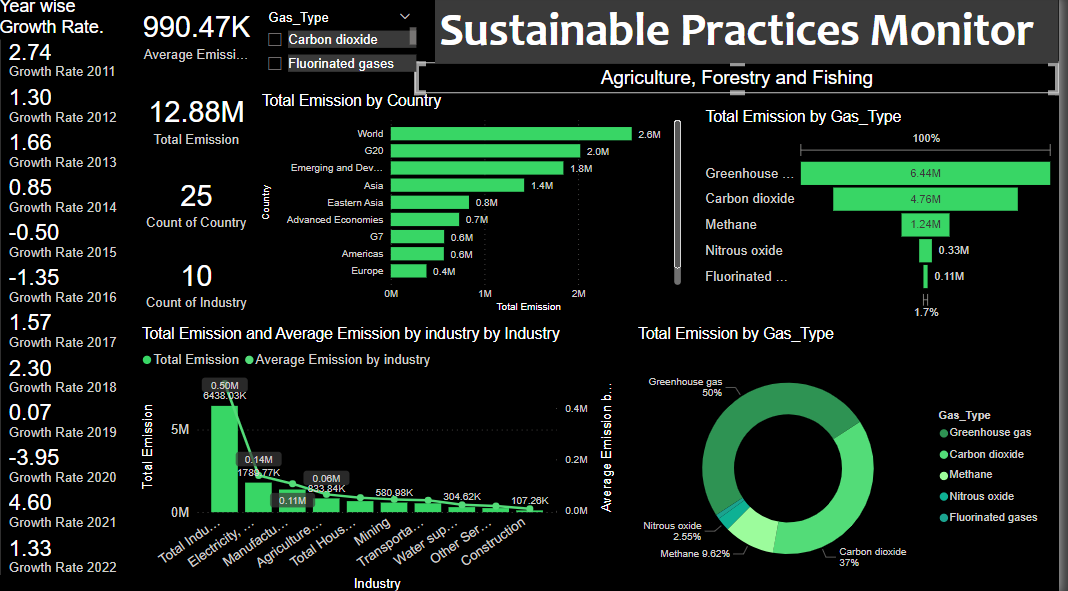 Year wise
Growth Rate.
2.74
Growth Rate 2011
1.30
Growth Rate 2012
1.66
Growth Rate 2013
0.85
Growth Rate 2014
-0.50
Growth Rate 2015
-1.35
Growth Rate 2016
1.57
Growth Rate 2017
2.30
Growth Rate 2018
0.07
Growth Rate 2019
-3.95
Growth Rate 2020
4.60
Growth Rate 2021
1.33
Growth Rate 2022
990.47K
Average Emissi...
12.88M
Total Emission
25
Count of Country
10
Count of Industry
Gas_Type
Carbon dioxide
Fluorinated gases
Sustainable Practices Monitor
Agriculture, Forestry and Fishing
Total Emission by Country
Country
World 2.6M
G20 2.0M
Emerging and Dev... 1.8M
Asia 1.4M
Eastern Asia 0.8M
Advanced Economies 0.7M
G7 0.6M
Americas 0.6M
Europe 0.4M
0M 1M 2M
Total Emission
Total Emission by Gas_Type
100%
Greenhouse ... 6.44M
Carbon dioxide 4.76M
Methane 1.24M
Nitrous oxide 0.33M
Fluorinated ... 0.11M
1.7%
Total Emission and Average Emission by industry by Industry
Total Emission Average Emission by industry
Total Emission
5M
0M
0.50M
6438.03K
0.14M
1789.77K
0.11M
0.06M
833.84K
580.98K
304.62K
107.26K
0.4M
0.2M
0.0M
Average Emission b...
Total Indu...
Electricity, ...
Manufactu...
Agriculture...
Total Hous...
Mining
Transporta...
Water sup...
Other Ser...
Construction
Industry
Total Emission by Gas_Type
Greenhouse gas
50%
Nitrous oxide
2.55%
Methane 9.62%
Carbon dioxide
37%
Gas_Type
Greenhouse gas
Carbon dioxide
Methane
Nitrous oxide
Fluorinated gases